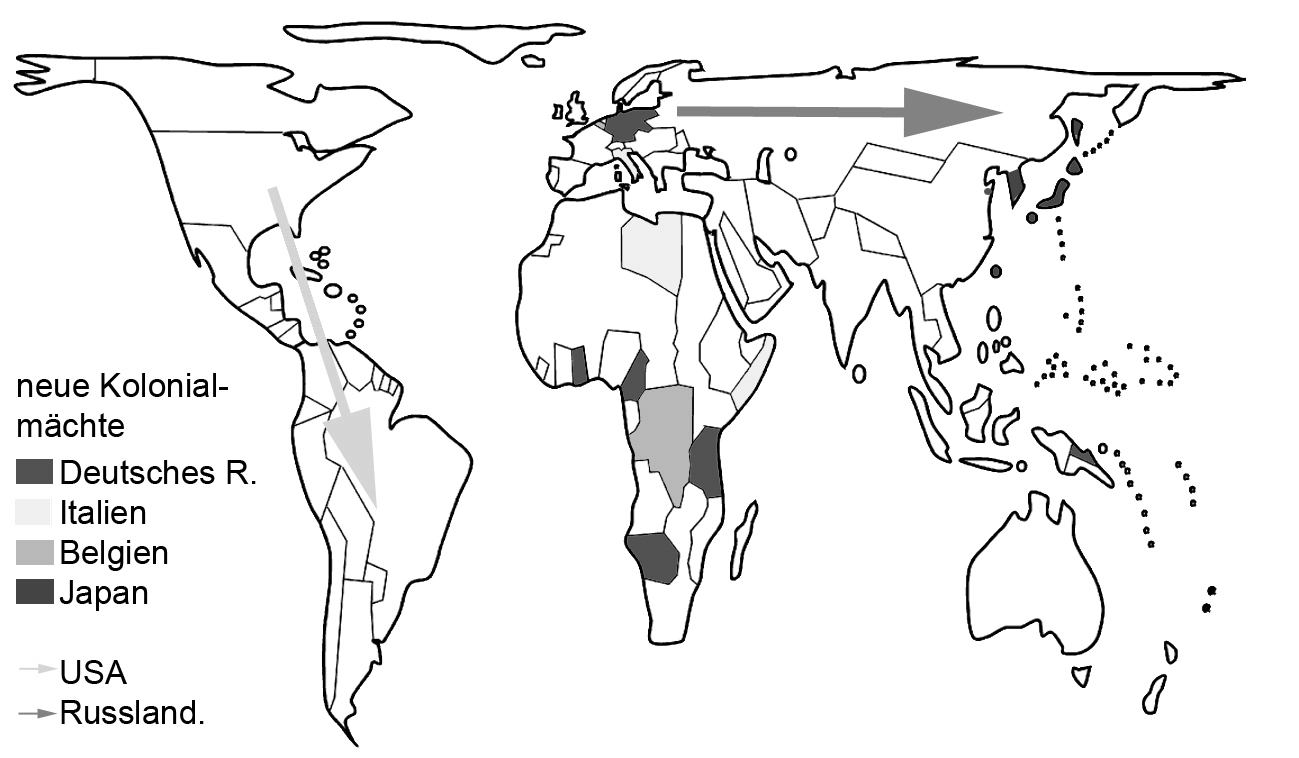 neue Kolonial-
mächte
Deutsches R.
Italien
Belgien
Japan
USA
Russland.